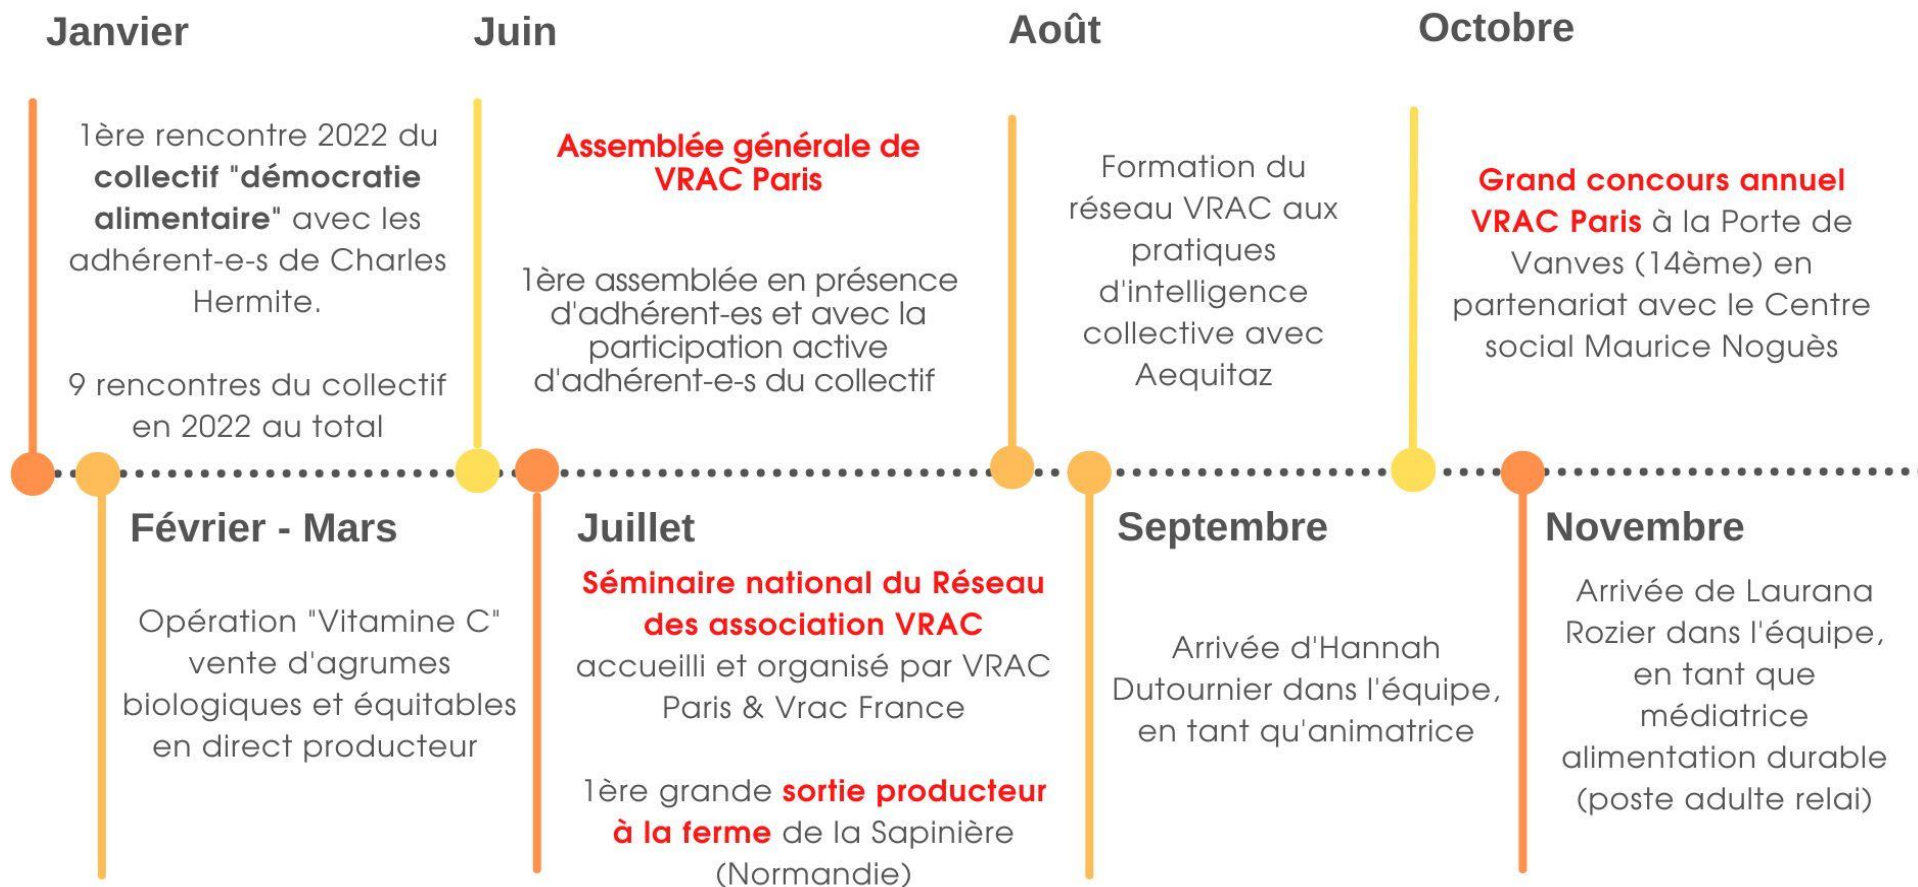 Janvier
1ère rencontre 2022 du
collectif "démocratie
alimentaire" avec les
adhérent-e-s de Charles
Hermite.
9 rencontres du collectif
en 2022 au total
Février - Mars
Opération "Vitamine C"
vente d'agrumes
biologiques et équitables
en direct producteur
Juin
Assemblée générale de
VRAC Paris
1ère assemblée en présence
d'adhérent-es et avec la
participation active
d'adhérent-e-s du collectif
Juillet
Séminaire national du Réseau
des association VRAC
accueilli et organisé par VRAC
Paris & Vrac France
1ère grande sortie producteur
à la ferme de la Sapinière
(Normandie)
Août
Formation du
réseau VRAC aux
pratiques
d'intelligence
collective avec
Aequitaz
Septembre
Arrivée d'Hannah
Dutournier dans l'équipe,
en tant qu'animatrice
Octobre
Grand concours annuel
VRAC Paris à la Porte de
Vanves (14ème) en
partenariat avec le Centre
social Maurice Noguès
Novembre
Arrivée de Laurana
Rozier dans l'équipe,
en tant que
médiatrice
alimentation durable
(poste adulte relai)